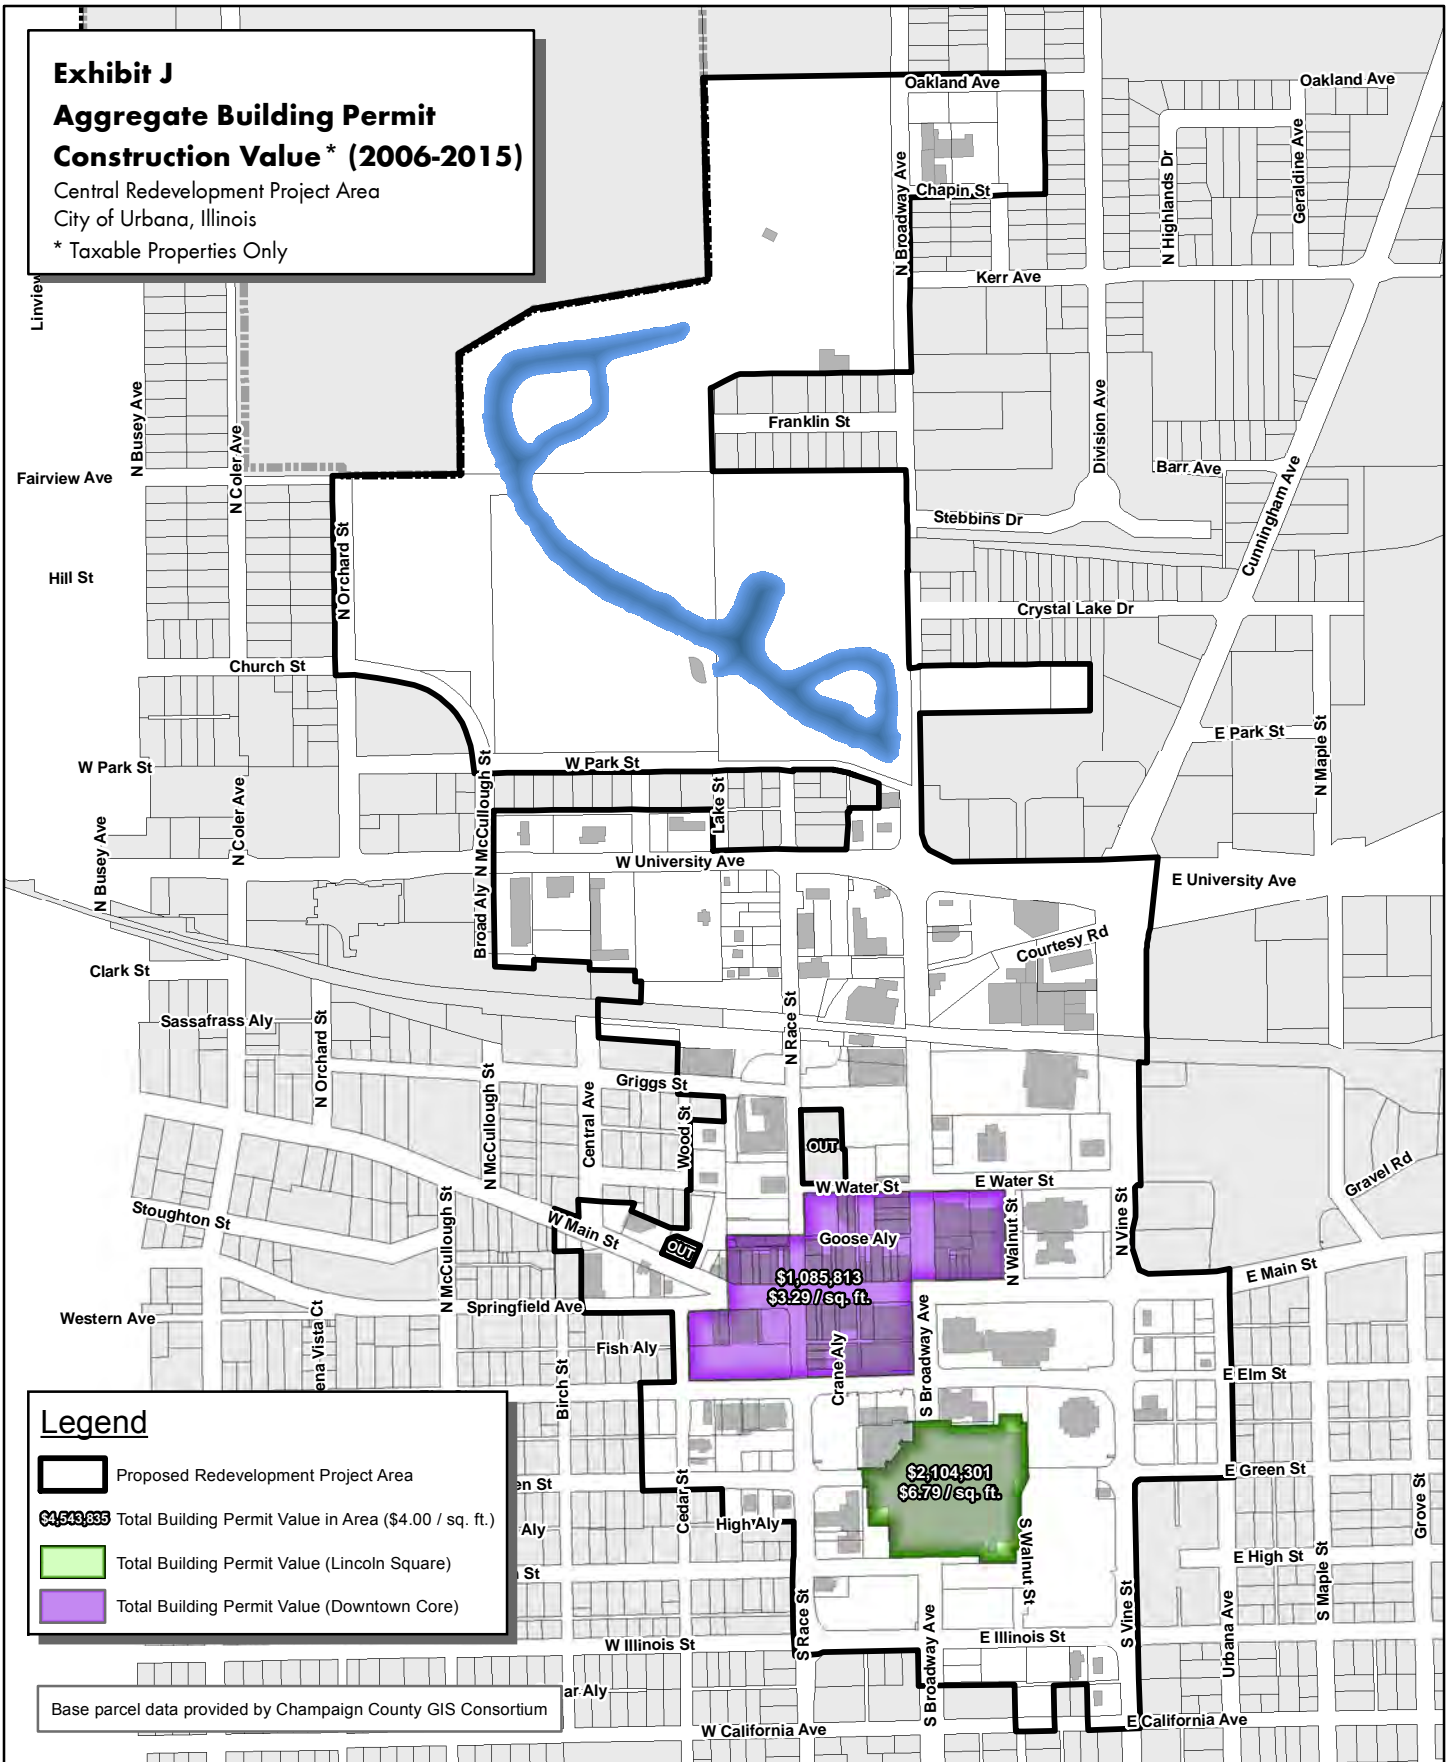 Exhibit J
Aggregate Building Permit
Construction Value* (2006-2015)
Central Redevelopment Project Area
City of Urbana, Illinois
* Taxable Properties Only
Oakland Ave
Oakland Ave
N Broadway Ave
Chapin St
N Highlands Dr
Geraldine Ave
Kerr Ave
Linview
N Busey Ave
N Coler Ave
Franklin St
Division Ave
Barr Ave
Fairview Ave
Stebbins Dr
Cunningham Ave
N Orchard St
Hill St
Crystal Lake Dr
Church St
W Park St
W Park St
E Park St
N Maple St
N McCullough St
Lake St
N Coler Ave
N Busey Ave
W University Ave
E University Ave
Broad Aly
Courtesy Rd
Clark St
N Race St
Sassafrass Aly
N Orchard St
N McCullough St
Griggs St
Central Ave
Wood St
OUT
W Water St
E Water St
Gravel Rd
Stoughton St
N McCullough St
W Main St
OUT
Goose Aly
N Walnut St
N Vine St
E Main St
$1,085,813
$3.29 / sq. ft.
Springfield Ave
Western Ave
ena Vista Ct
Fish Aly
Birch St
Crane Aly
S Broadway Ave
E Elm St
Legend
Proposed Redevelopment Project Area
$4,543,835 Total Building Permit Value in Area ($4.00 / sq. ft.)
Total Building Permit Value (Lincoln Square)
Total Building Permit Value (Downtown Core)
en St
Aly
St
Cedar St
High Aly
$2,104,301
$6.79 / sq. ft.
E Green St
Grove St
S Walnut St
E High St
S Maple St
S Race St
S Vine St
Urbana Ave
W Illinois St
E Illinois St
S Broadway Ave
ar Aly
Base parcel data provided by Champaign County GIS Consortium
W California Ave
E California Ave